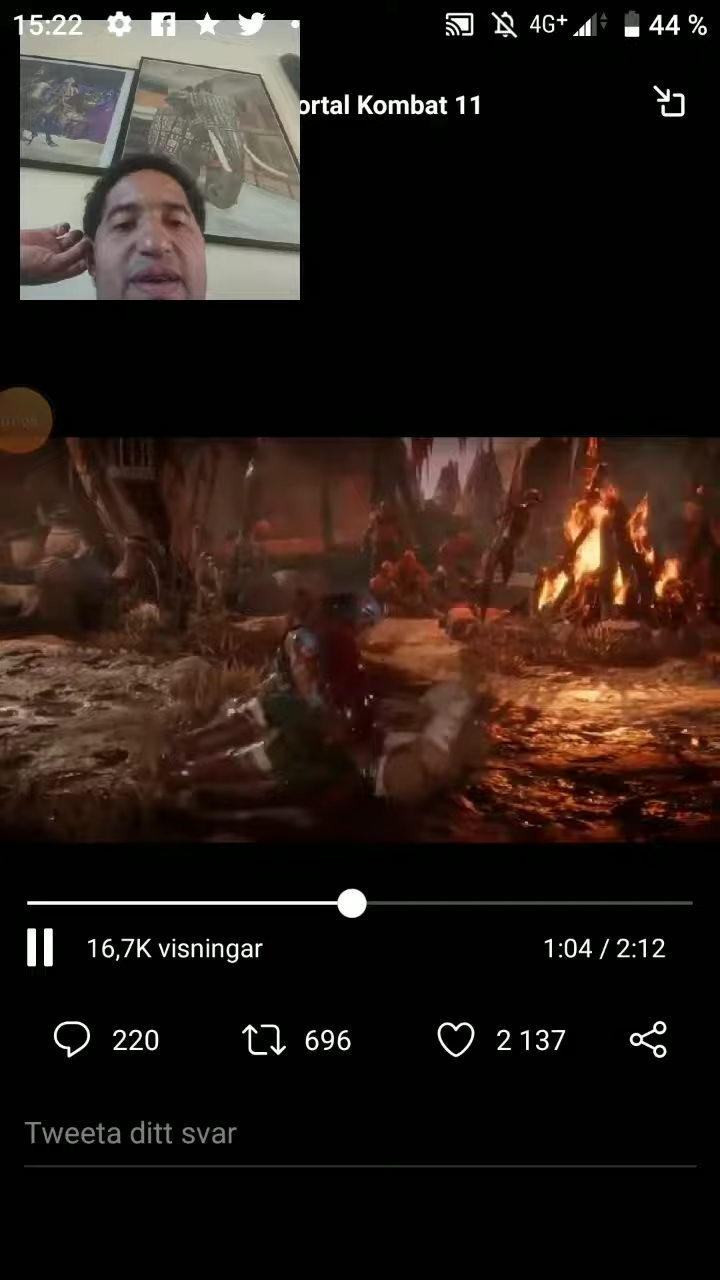 15:22
4G+
44 %
ortal Kombat 11
16,7K visningar
1:04 / 2:12
220
696
2 137
Tweeta ditt svar